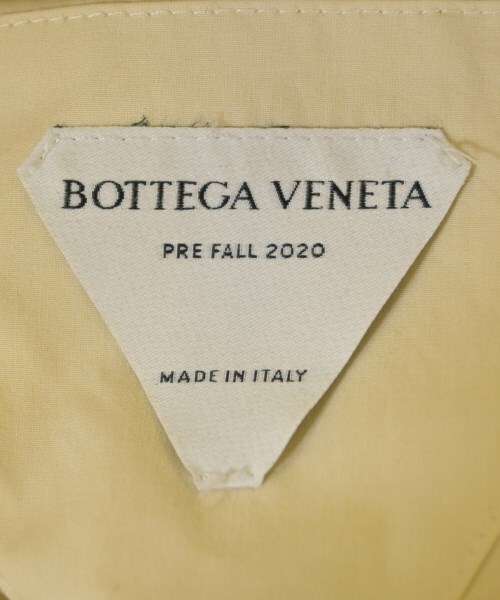 BOTTEGA VENETA
PRE FALL 2020
MADE IN ITALY